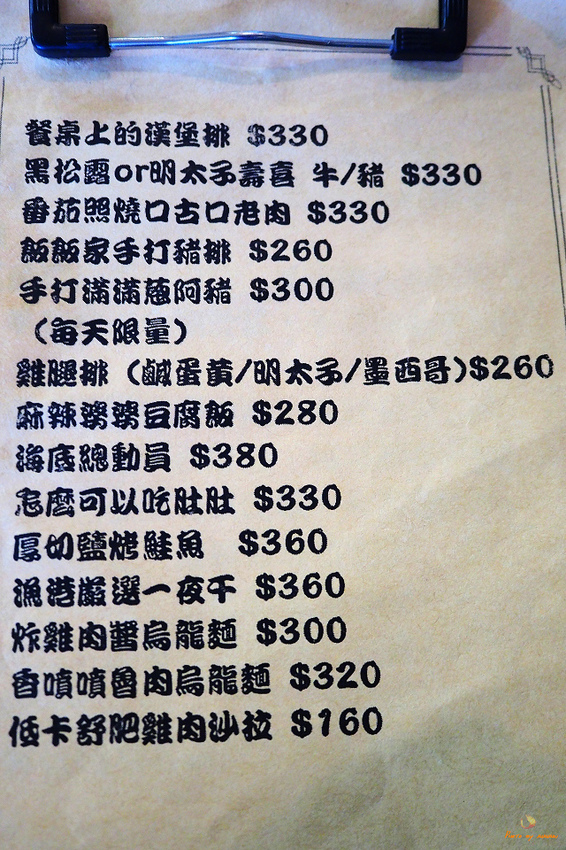 餐桌上的漢堡排 $330
黑松露or明太子壽喜 牛/豬 $330
番茄照燒口古口老肉 $330
飯飯家手打豬排 $260
手打滿滿蔥阿豬 $300
(每天限量)
雞腿排 (鹹蛋黃/明太子/墨西哥)$260
麻辣婆婆豆腐飯 $280
海底總動員 $380
怎麼可以吃肚肚 $330
厚切鹽烤鮭魚 $360
漁港嚴選一夜干 $360
炸雞肉醬烏龍麵 $300
香噴噴魯肉烏龍麵 $320
低卡舒肥雞肉沙拉 $160